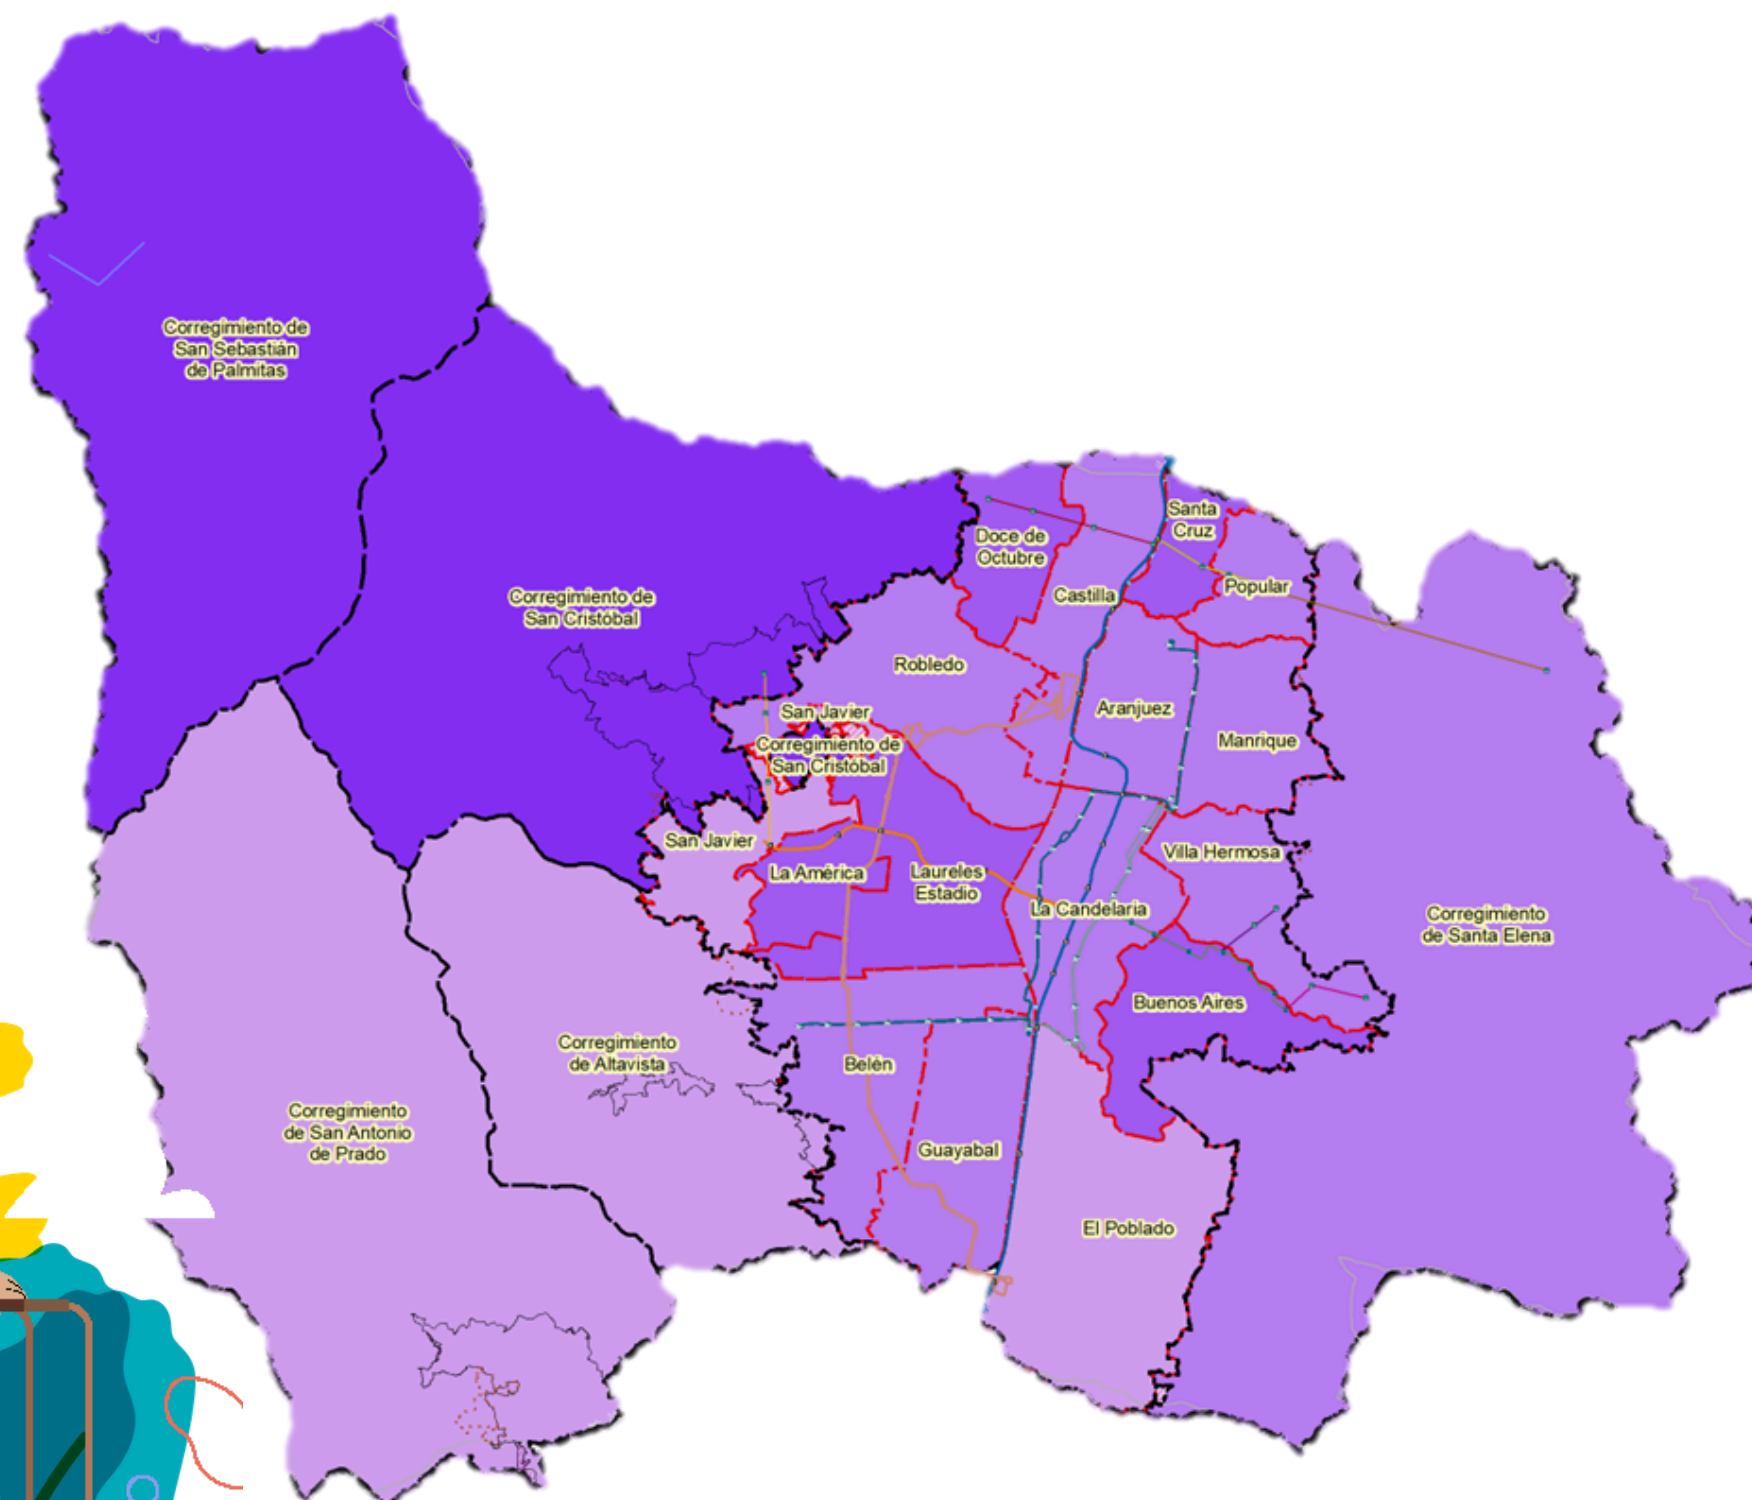 Corregimiento de
San Sebastián
de Palmitas
Corregimiento de
San Cristóbal
Doce de
Octubre
Santa
Cruz
Castilla
Popular
Robledo
San Javier
Corregimiento de
San Cristóbal
Aranjuez
Manrique
San Javier
La América
Laureles
Estadio
La Candelaria
Villa Hermosa
Corregimiento
de Santa Elena
Buenos Aires
Corregimiento
de Altavista
Belén
Corregimiento
de San Antonio
de Prado
Guayabal
El Poblado